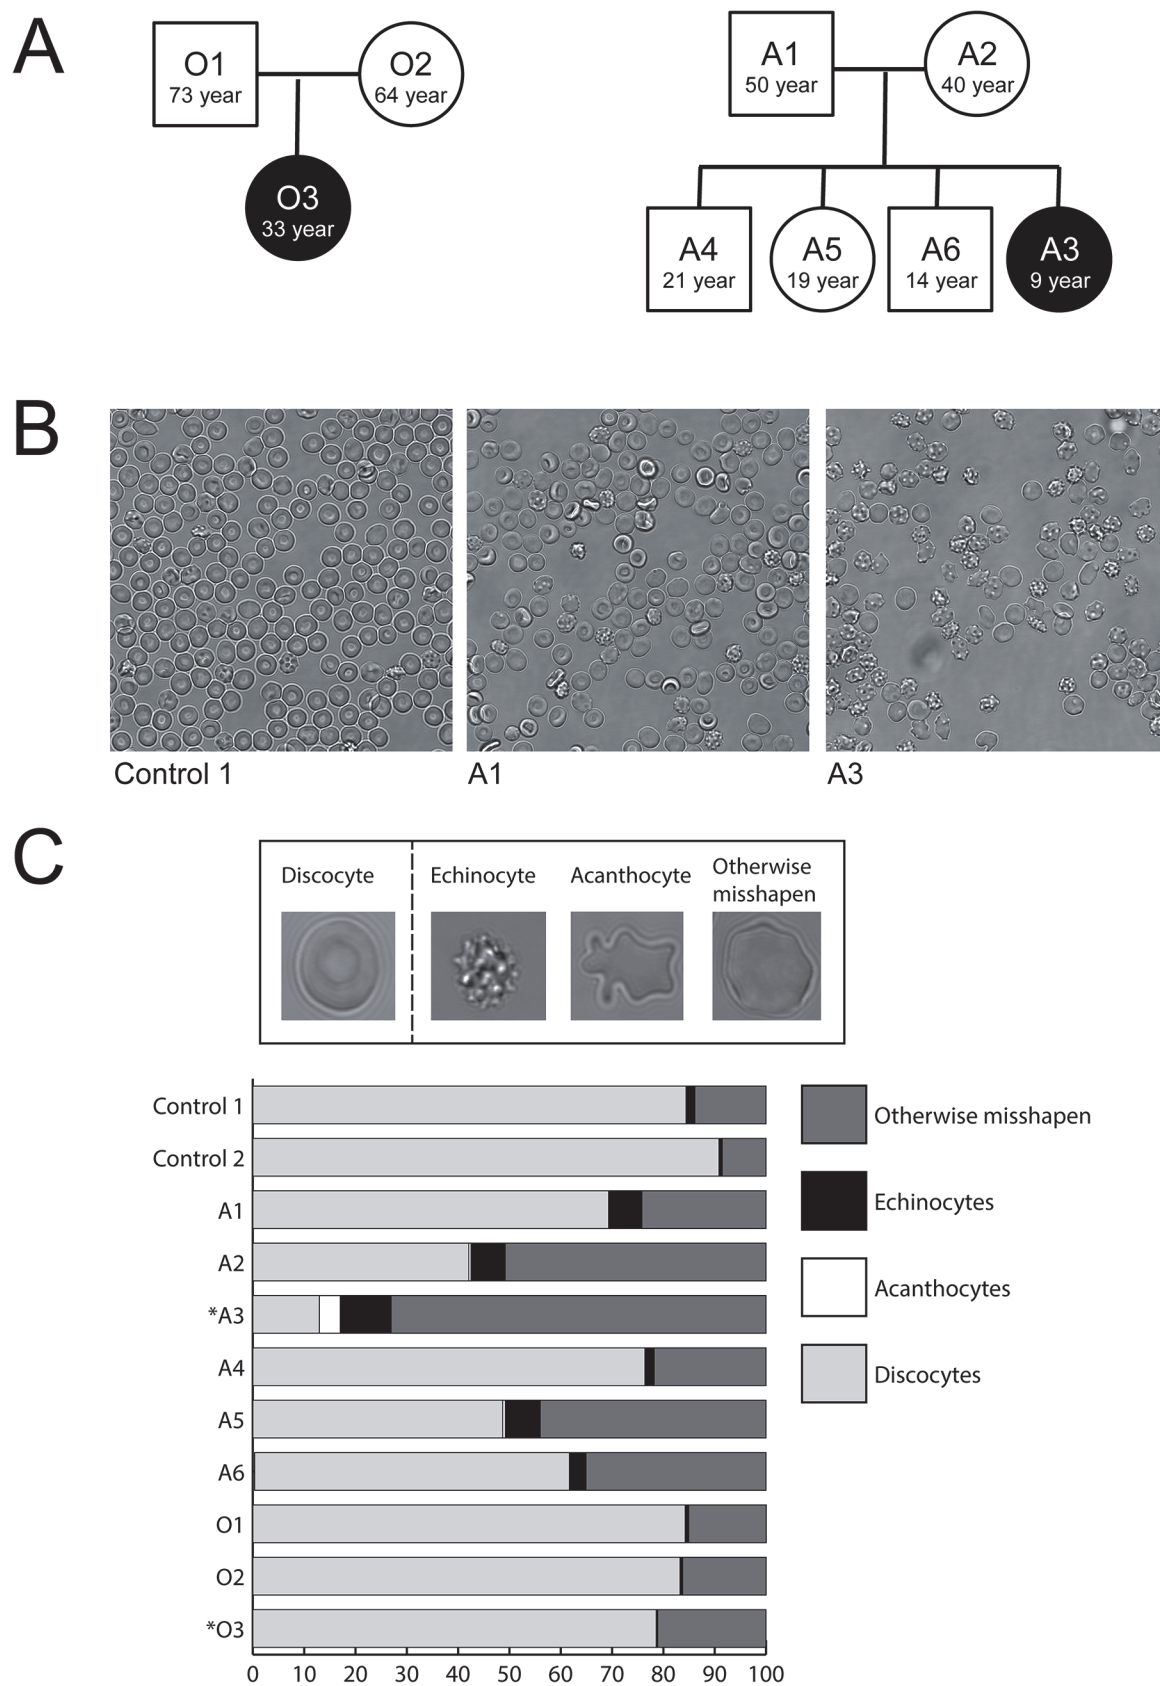 A
O1
73 year
O2
64 year
O3
33 year
A1
50 year
A2
40 year
A4
21 year
A5
19 year
A6
14 year
A3
9 year
B
Control 1
A1
A3
C
Discocyte
Echinocyte
Acanthocyte
Otherwise
misshapen
Control 1
Control 2
A1
A2
*A3
A4
A5
A6
O1
O2
*O3
0 10 20 30 40 50 60 70 80 90 100
Otherwise misshapen
Echinocytes
Acanthocytes
Discocytes